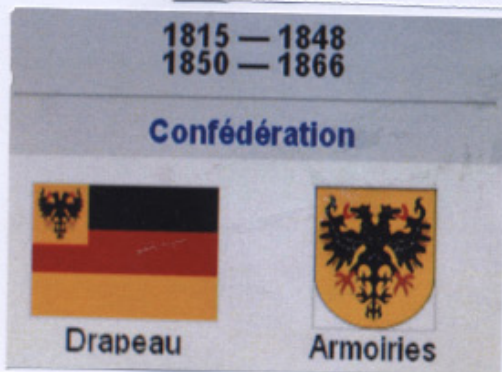 1815 — 1848
1850 — 1866
Confédération
Drapeau
Armoiries